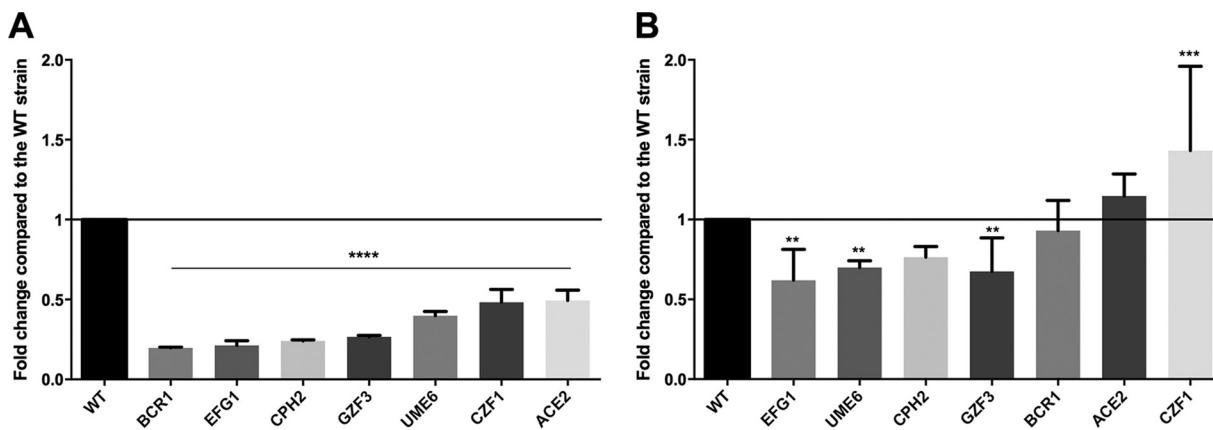 A
Fold change compared to the WT strain
2.0
1.5
1
0.5
0.0
****
WT
BCR1
EFG1
CPH2
GZF3
UME6
CZF1
ACE2
B
Fold change compared to the WT strain
2.0
1.5
1
0.5
0.0
**
**
**
***
WT
EFG1
UME6
CPH2
GZF3
BCR1
ACE2
CZF1